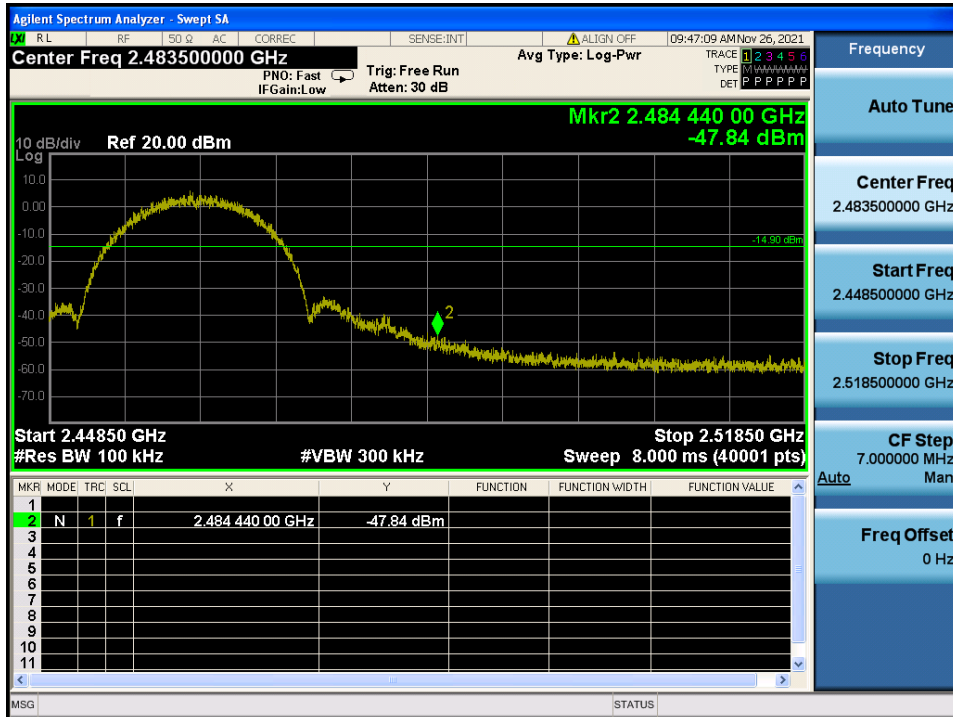 Agilent Spectrum Analyzer - Swept SA
LXI RL RF 50 Ω AC CORREC SENSE:INT ALIGN OFF 09:47:09 AM Nov 26, 2021
Center Freq 2.483500000 GHz
PNO: Fast
IFGain:Low
Trig: Free Run
Atten: 30 dB
Avg Type: Log-Pwr
TRACE 1 2 3 4 5 6
TYPE M WWWWW
DET P P P P P P
Mkr2 2.484 440 00 GHz
-47.84 dBm
10 dB/div Ref 20.00 dBm
Log
10.0
0.00
-10.0
-14.90 dBm
-20.0
-30.0
-40.0
2
-50.0
-60.0
-70.0
Start 2.44850 GHz Stop 2.51850 GHz
#Res BW 100 kHz #VBW 300 kHz Sweep 8.000 ms (40001 pts)
MKR MODE TRC SCL X Y FUNCTION FUNCTION WIDTH FUNCTION VALUE
1
2 N 1 f 2.484 440 00 GHz -47.84 dBm
3
4
5
6
7
8
9
10
11
MSG STATUS
Frequency
Auto Tune
Center Freq
2.483500000 GHz
Start Freq
2.448500000 GHz
Stop Freq
2.518500000 GHz
CF Step
7.000000 MHz
Auto Man
Freq Offset
0 Hz